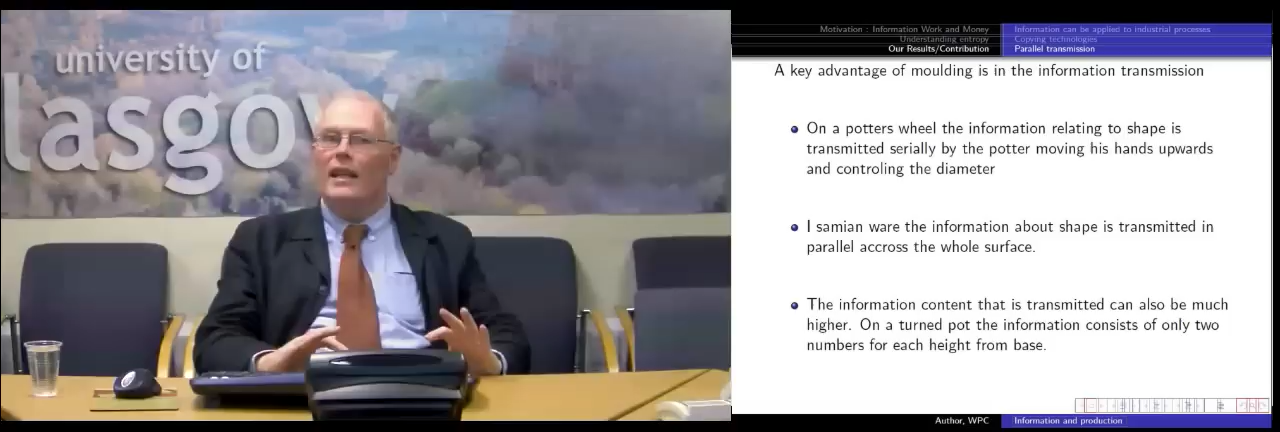 university of
lasgow
Motivation : Information Work and Money
Understanding entropy
Our Results/Contribution
Information can be applied to industrial processes
Copying technologies
Parallel transmission
A key advantage of moulding is in the information transmission
On a potters wheel the information relating to shape is
transmitted serially by the potter moving his hands upwards
and controling the diameter
I samian ware the information about shape is transmitted in
parallel accross the whole surface.
The information content that is transmitted can also be much
higher. On a turned pot the information consists of only two
numbers for each height from base.
Author, WPC
Information and production